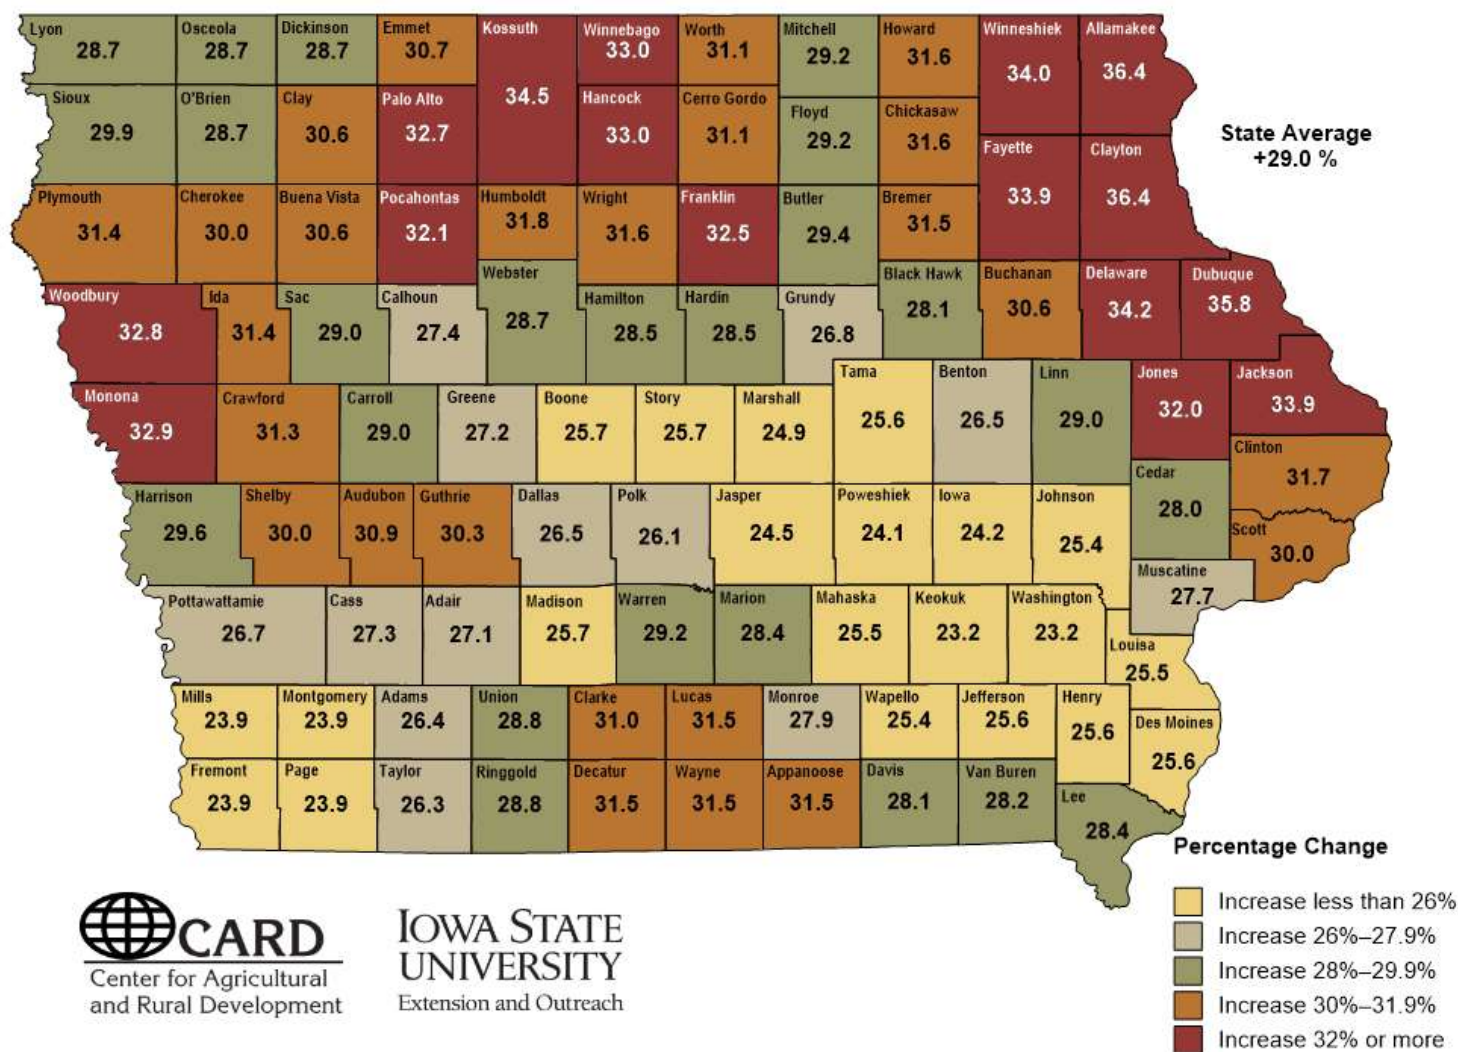 Lyon
28.7
Osceola
28.7
Dickinson
28.7
Emmet
30.7
Kossuth
34.5
Winnebago
33.0
Worth
31.1
Mitchell
29.2
Howard
31.6
Winneshiek
34.0
Allamakee
36.4
Sioux
29.9
O'Brien
28.7
Clay
30.6
Palo Alto
32.7
Hancock
33.0
Cerro Gordo
31.1
Floyd
29.2
Chickasaw
31.6
State Average
+29.0 %
Fayette
33.9
Clayton
36.4
Plymouth
31.4
Cherokee
30.0
Buena Vista
30.6
Pocahontas
32.1
Humboldt
31.8
Wright
31.6
Franklin
32.5
Butler
29.4
Bremer
31.5
Woodbury
32.8
Ida
31.4
Sac
29.0
Calhoun
27.4
Webster
28.7
Hamilton
28.5
Hardin
28.5
Grundy
26.8
Black Hawk
28.1
Buchanan
30.6
Delaware
34.2
Dubuque
35.8
Monona
32.9
Crawford
31.3
Carroll
29.0
Greene
27.2
Boone
25.7
Story
25.7
Marshall
24.9
Tama
25.6
Benton
26.5
Linn
29.0
Jones
32.0
Jackson
33.9
Clinton
31.7
Cedar
28.0
Harrison
29.6
Shelby
30.0
Audubon
30.9
Guthrie
30.3
Dallas
26.5
Polk
26.1
Jasper
24.5
Poweshiek
24.1
Iowa
24.2
Johnson
25.4
Scott
30.0
Muscatine
27.7
Pottawattamie
26.7
Cass
27.3
Adair
27.1
Madison
25.7
Warren
29.2
Marion
28.4
Mahaska
25.5
Keokuk
23.2
Washington
23.2
Louisa
25.5
Mills
23.9
Montgomery
23.9
Adams
26.4
Union
28.8
Clarke
31.0
Lucas
31.5
Monroe
27.9
Wapello
25.4
Jefferson
25.6
Henry
25.6
Des Moines
25.6
Fremont
23.9
Page
23.9
Taylor
26.3
Ringgold
28.8
Decatur
31.5
Wayne
31.5
Appanoose
31.5
Davis
28.1
Van Buren
28.2
Lee
28.4
Percentage Change
Increase less than 26%
Increase 26%–27.9%
Increase 28%–29.9%
Increase 30%–31.9%
Increase 32% or more
CARD
Center for Agricultural
and Rural Development
IOWA STATE
UNIVERSITY
Extension and Outreach